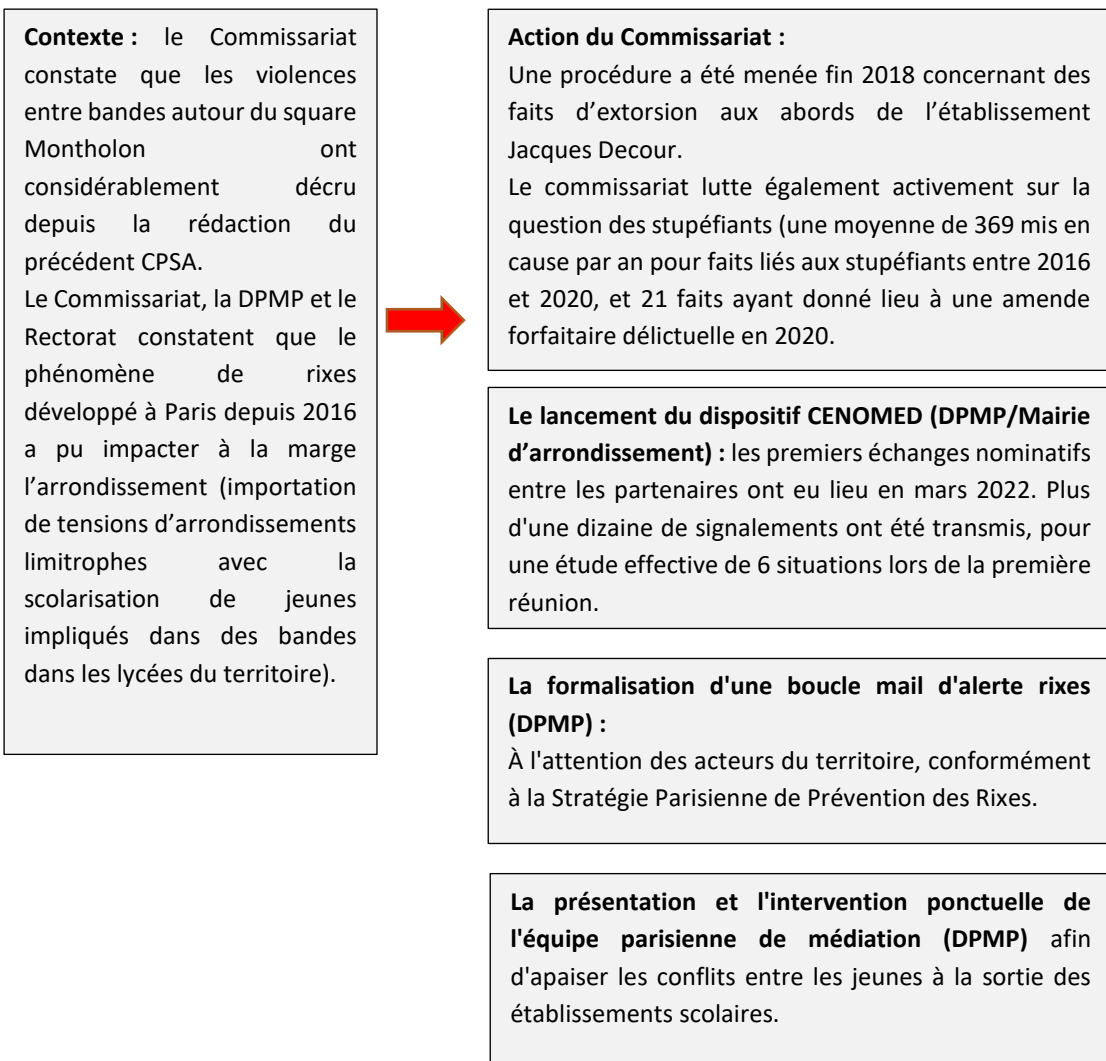 Contexte : le Commissariat
constate que les violences
entre bandes autour du square
Montholon ont
considérablement décru
depuis la rédaction du
précédent CPSA.
Le Commissariat, la DPMP et le
Rectorat constatent que le
phénomène de rixes
développé à Paris depuis 2016
a pu impacter à la marge
l'arrondissement (importation
de tensions d'arrondissements
limitrophes avec la
scolarisation de jeunes
impliqués dans des bandes
dans les lycées du territoire).
Action du Commissariat :
Une procédure a été menée fin 2018 concernant des
faits d'extorsion aux abords de l'établissement
Jacques Decour.
Le commissariat lutte également activement sur la
question des stupéfiants (une moyenne de 369 mis en
cause par an pour faits liés aux stupéfiants entre 2016
et 2020, et 21 faits ayant donné lieu à une amende
forfaitaire délictuelle en 2020.
Le lancement du dispositif CENOMED (DPMP/Mairie
d'arrondissement) : les premiers échanges nominatifs
entre les partenaires ont eu lieu en mars 2022. Plus
d'une dizaine de signalements ont été transmis, pour
une étude effective de 6 situations lors de la première
réunion.
La formalisation d'une boucle mail d'alerte rixes
(DPMP) :
À l'attention des acteurs du territoire, conformément
à la Stratégie Parisienne de Prévention des Rixes.
La présentation et l'intervention ponctuelle de
l'équipe parisienne de médiation (DPMP) afin
d'apaiser les conflits entre les jeunes à la sortie des
établissements scolaires.